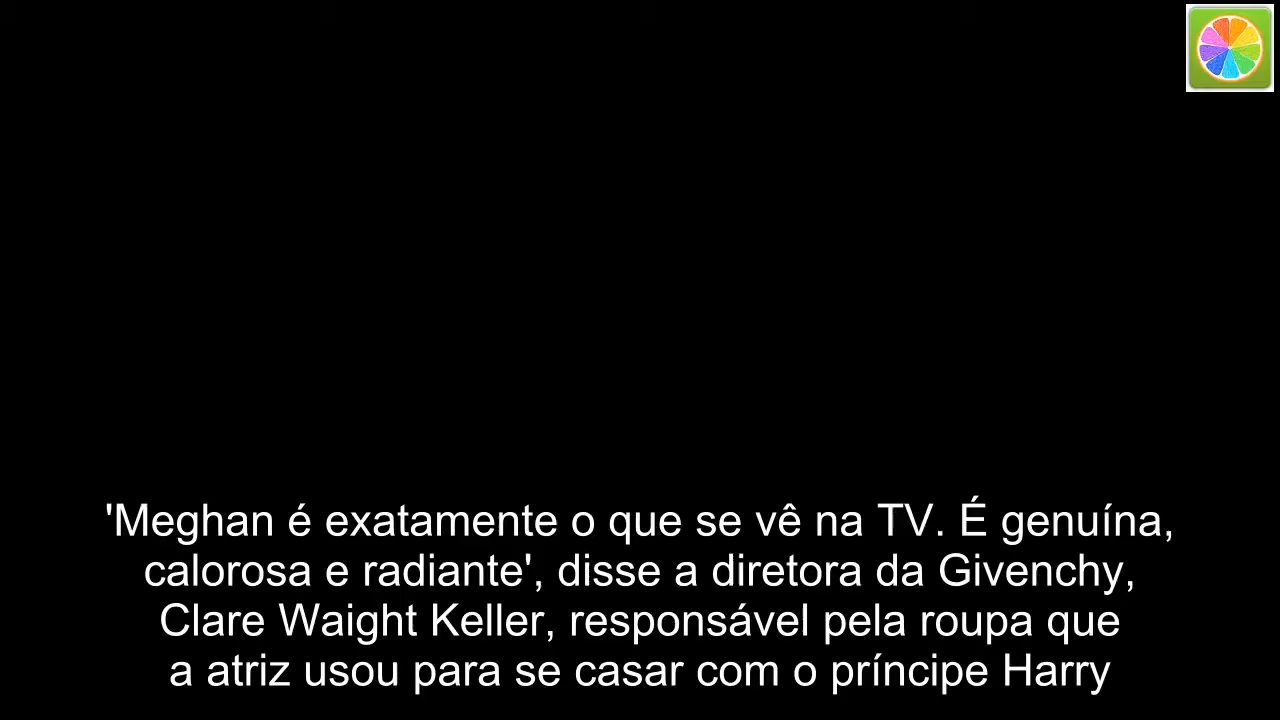 'Meghan é exatamente o que se vê na TV. É genuína,
calorosa e radiante', disse a diretora da Givenchy,
Clare Waight Keller, responsável pela roupa que
a atriz usou para se casar com o príncipe Harry